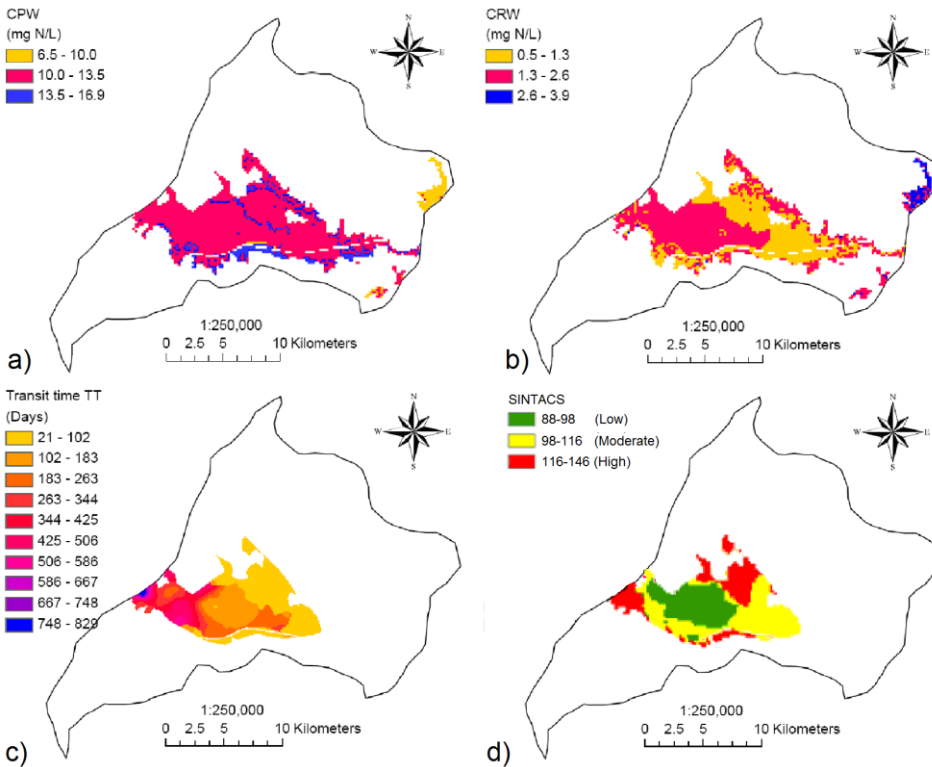 CPW
(mg N/L)
6.5 - 10.0
10.0 - 13.5
13.5 - 16.9
N
W
E
S
1:250,000
0 2.5 5 10 Kilometers
a)
CRW
(mg N/L)
0.5 - 1.3
1.3 - 2.6
2.6 - 3.9
N
W
E
S
1:250,000
0 2.5 5 10 Kilometers
b)
Transit time TT
(Days)
21 - 102
102 - 183
183 - 263
263 - 344
344 - 425
425 - 506
506 - 586
586 - 667
667 - 748
748 - 829
N
W
E
S
1:250,000
0 2.5 5 10 Kilometers
c)
SINTACS
88-98 (Low)
98-116 (Moderate)
116-146 (High)
N
W
E
S
1:250,000
0 2.5 5 10 Kilometers
d)